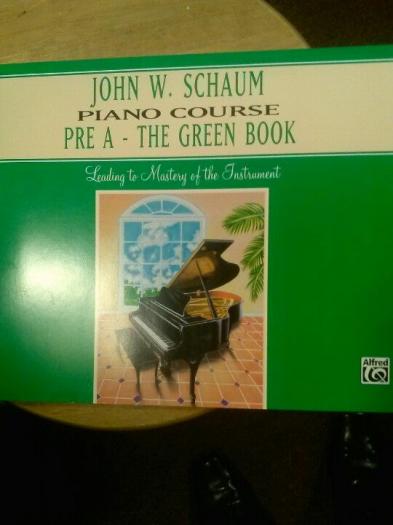 JOHN W. SCHAUM
PIANO COURSE
PRE A - THE GREEN BOOK
Leading to Mastery of the Instrument
Alfred